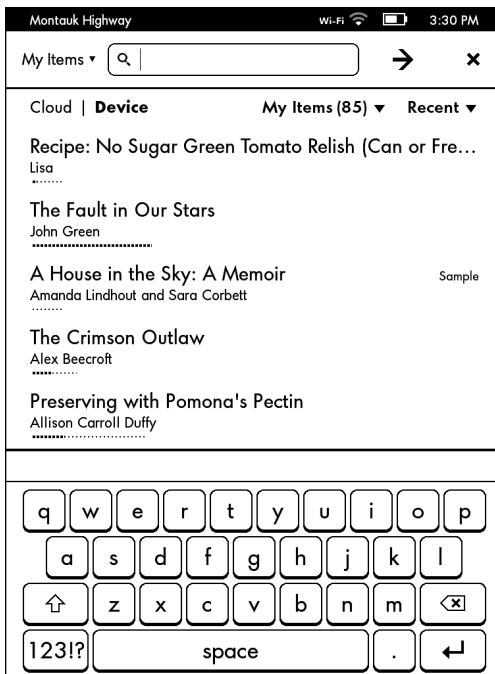 Montauk Highway Wi-Fi 3:30 PM
My Items ▼
Cloud | Device My Items (85) ▼ Recent ▼
Recipe: No Sugar Green Tomato Relish (Can or Fre...
Lisa
The Fault in Our Stars
John Green
A House in the Sky: A Memoir Sample
Amanda Lindhout and Sara Corbett
The Crimson Outlaw
Alex Beecroft
Preserving with Pomona's Pectin
Allison Carroll Duffy
q w e r t y u i o p
a s d f g h j k l
z x c v b n m
123!? space .